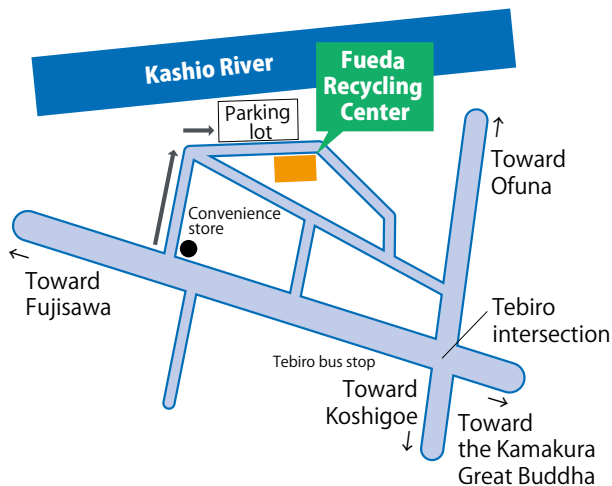 Kashio River
Fueda
Recycling
Center
Parking
lot
Toward
Ofuna
Convenience
store
Toward
Fujisawa
Tebiro
intersection
Tebiro bus stop
Toward
Koshigoe
Toward
the Kamakura
Great Buddha